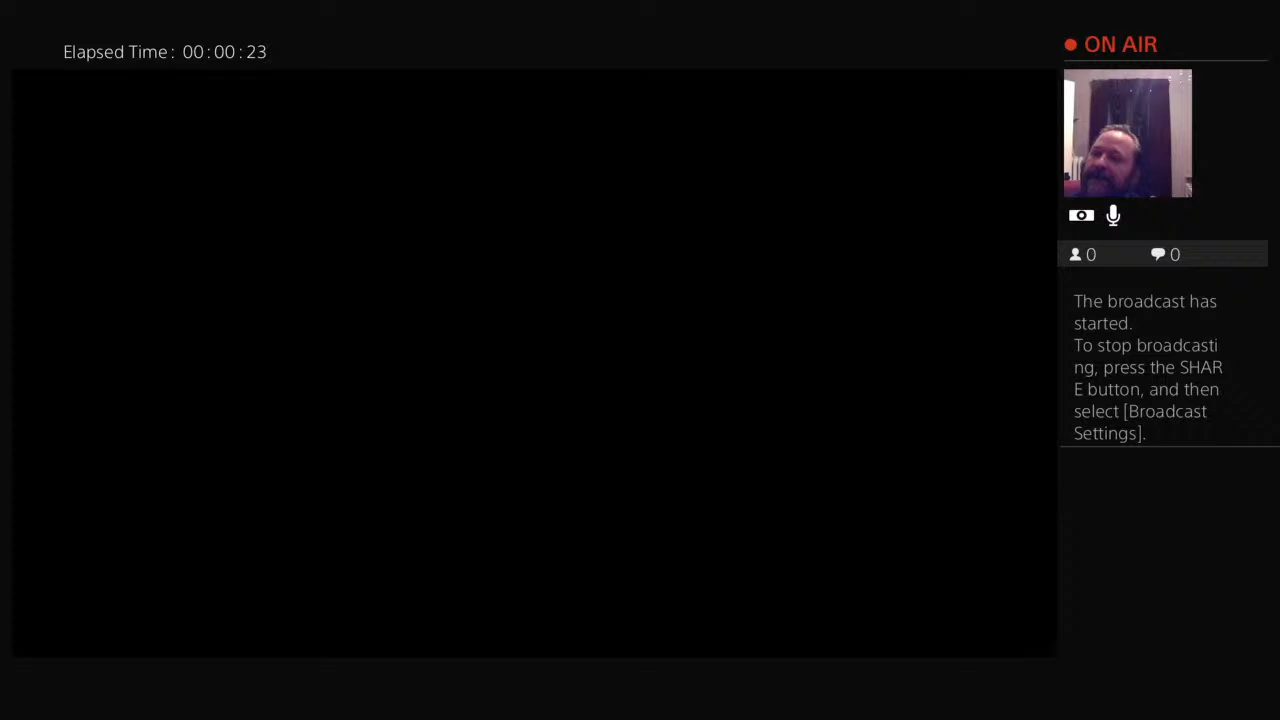 Elapsed Time: 00:00:23
ON AIR
0 0
The broadcast has
started.
To stop broadcasti
ng, press the SHAR
E button, and then
select [Broadcast
Settings].